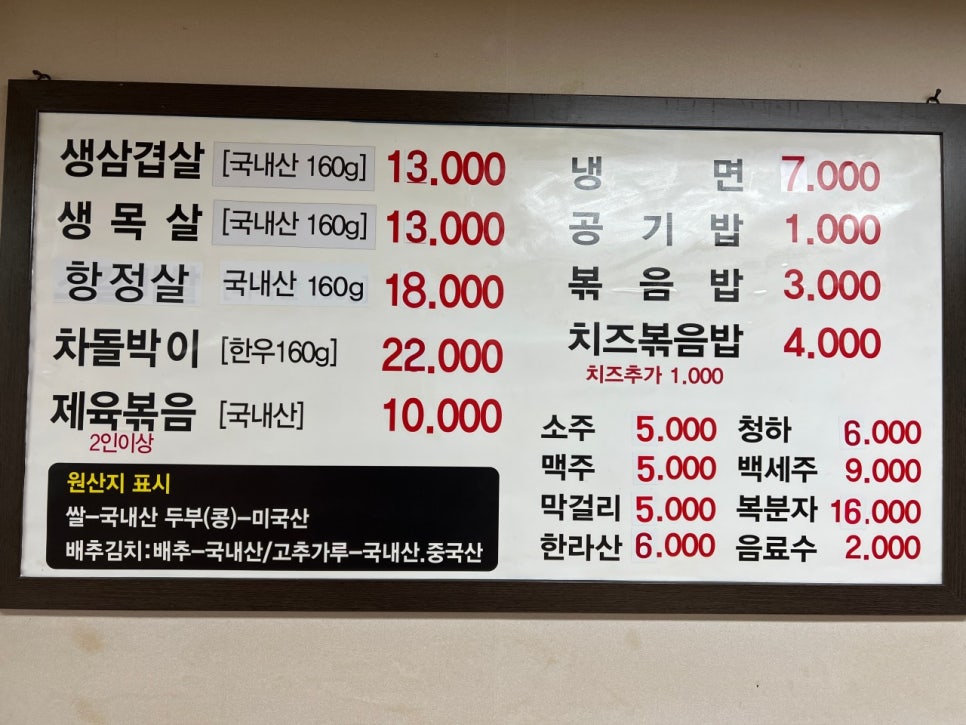 생삼겹살 [국내산 160g] 13.000
생목살 [국내산 160g] 13.000
항정살 국내산 160g 18.000
차돌박이 [한우160g] 22.000
제육볶음 [국내산] 10.000
2인이상
원산지 표시
쌀-국내산 두부(콩)-미국산
배추김치:배추-국내산/고추가루-국내산.중국산
냉면 7.000
공기밥 1.000
볶음밥 3.000
치즈볶음밥 4.000
치즈추가 1.000
소주 5.000 청하 6.000
맥주 5.000 백세주 9.000
막걸리 5.000 복분자 16.000
한라산 6.000 음료수 2.000